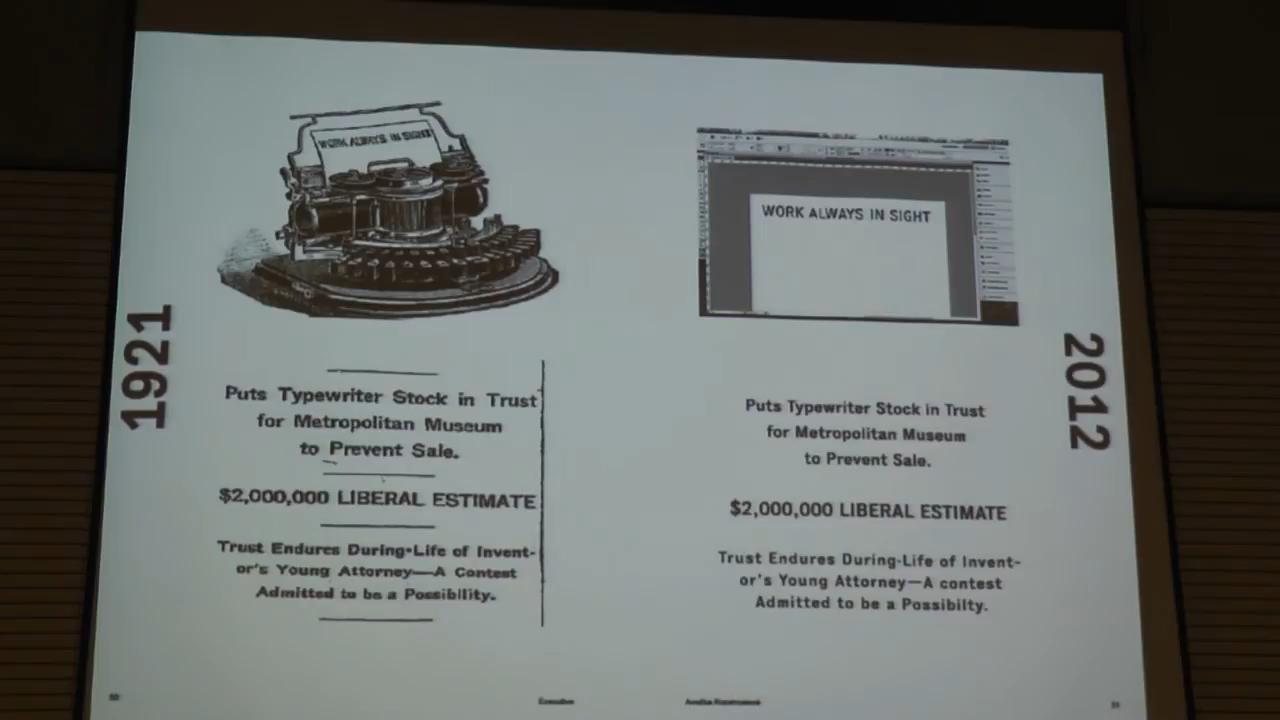 WORK ALWAYS IN SIGHT
1921
Puts Typewriter Stock in Trust
for Metropolitan Museum
to Prevent Sale.
$2,000,000 LIBERAL ESTIMATE
Trust Endures During-Life of Invent-
or's Young Attorney—A Contest
Admitted to be a Possibility.
WORK ALWAYS IN SIGHT
2012
Puts Typewriter Stock in Trust
for Metropolitan Museum
to Prevent Sale.
$2,000,000 LIBERAL ESTIMATE
Trust Endures During-Life of Invent-
or's Young Attorney—A contest
Admitted to be a Possibilty.
Executive